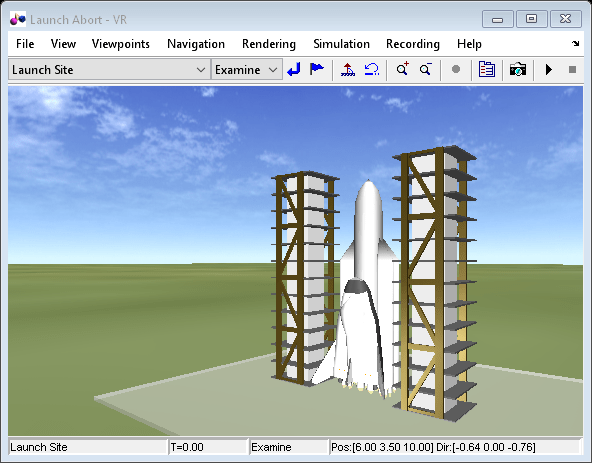 Launch Abort - VR
File View Viewpoints Navigation Rendering Simulation Recording Help
Launch Site Examine
Launch Site T=0.00 Examine Pos:[6.00 3.50 10.00] Dir:[-0.64 0.00 -0.76]